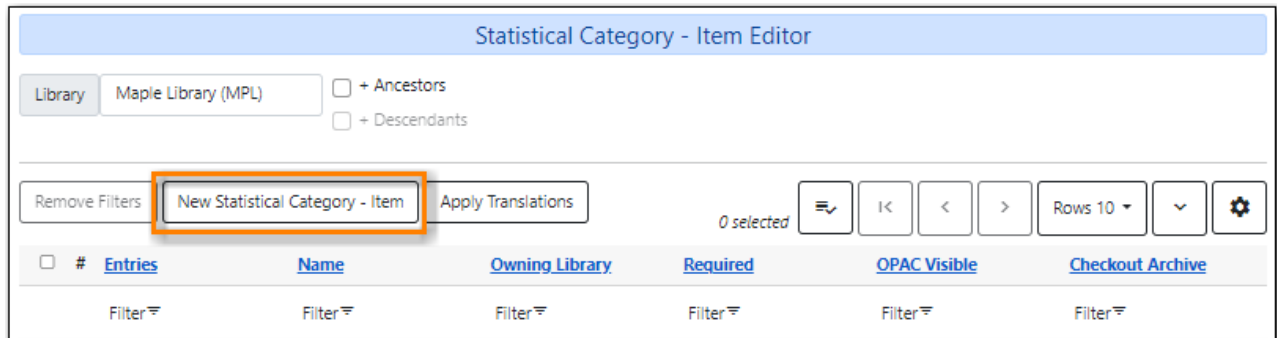 Statistical Category - Item Editor
Library Maple Library (MPL) + Ancestors
+ Descendants
Remove Filters New Statistical Category - Item Apply Translations 0 selected Rows 10
# Entries Name Owning Library Required OPAC Visible Checkout Archive
Filter Filter Filter Filter Filter Filter